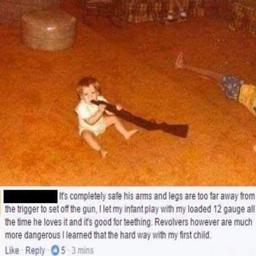 It's completely safe his arms and legs are too far away from
the trigger to set off the gun, I let my infant play with my loaded 12 gauge all
the time he loves it and it's good for teething. Revolvers however are much
more dangerous I learned that the hard way with my first child.
Like · Reply · 5 · 3 mins